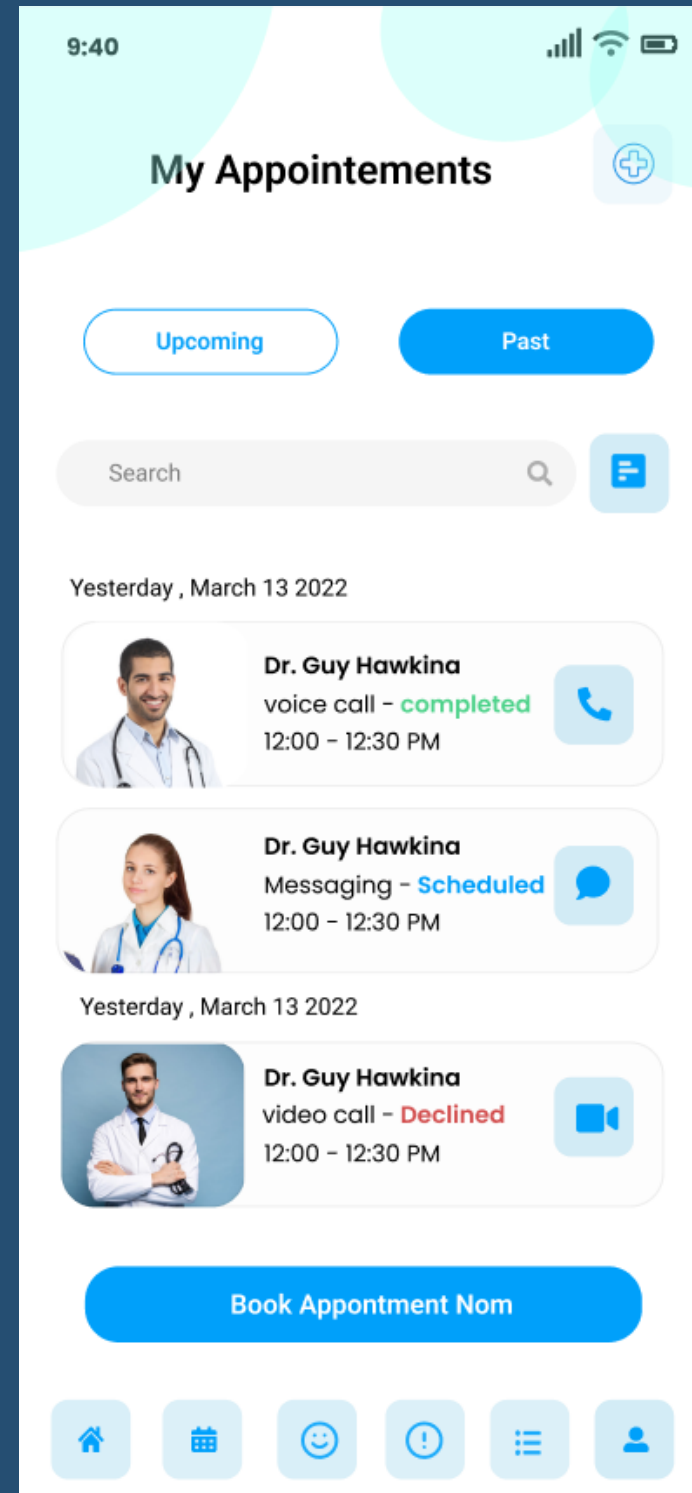 9:40
My Appointements
Upcoming
Past
Search
Yesterday , March 13 2022
Dr. Guy Hawkina
voice call - completed
12:00 - 12:30 PM
Dr. Guy Hawkina
Messaging - Scheduled
12:00 - 12:30 PM
Yesterday , March 13 2022
Dr. Guy Hawkina
video call - Declined
12:00 - 12:30 PM
Book Appontment Nom